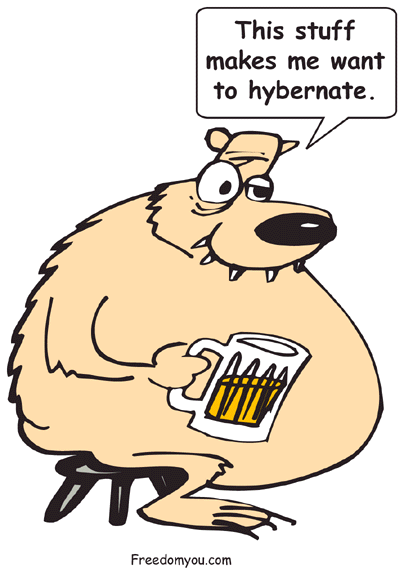 This stuff
makes me want
to hybernate.
Freedomyou.com